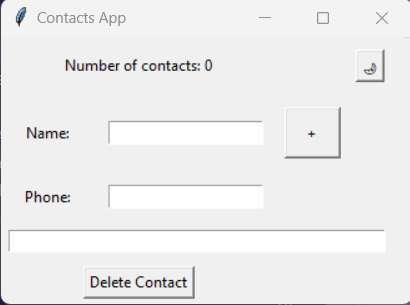 Contacts App
Number of contacts: 0
Name:
+
Phone:
Delete Contact